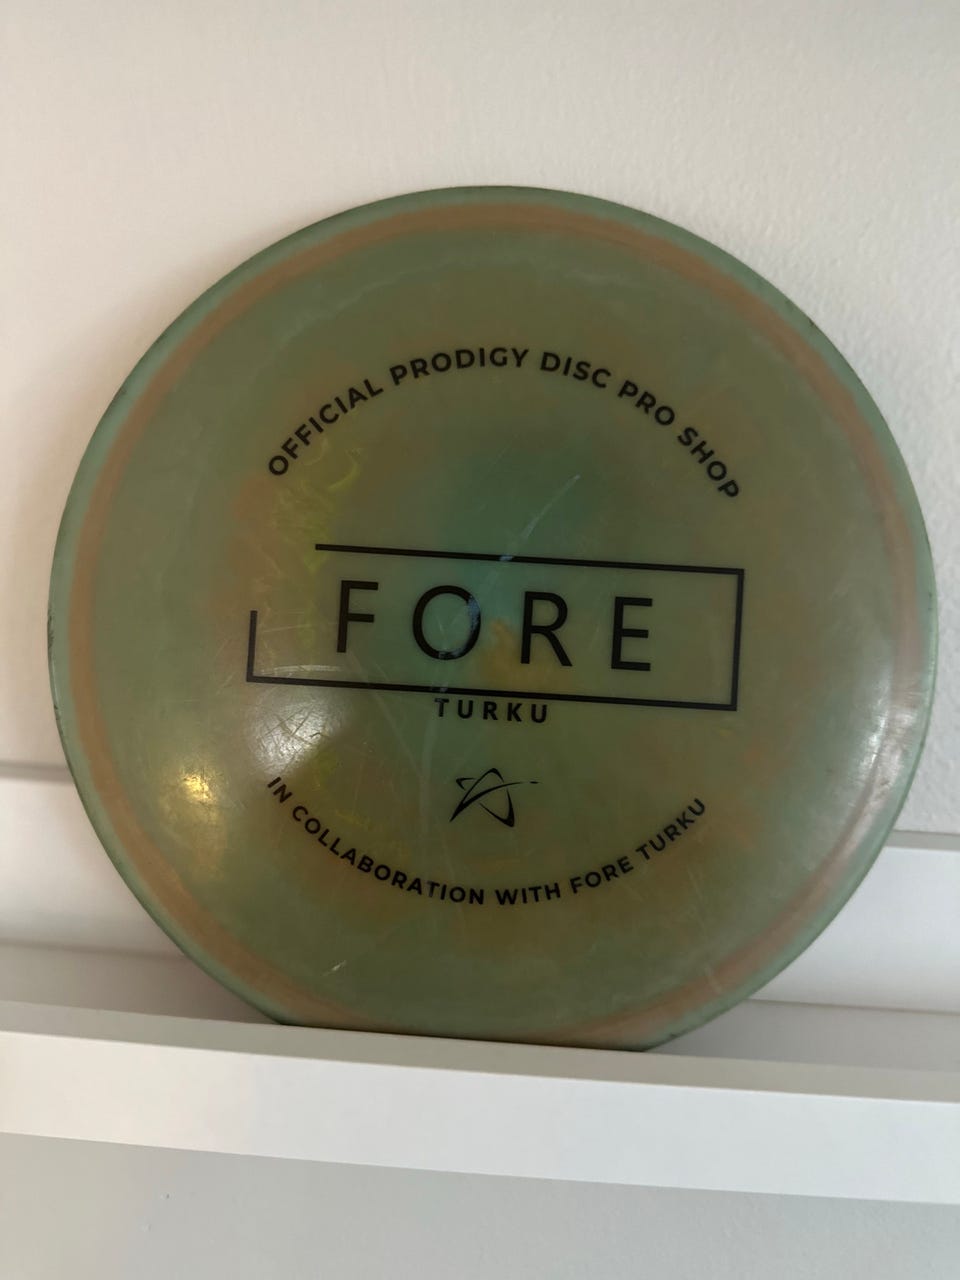 OFFICIAL PRODIGY DISC PRO SHOP
FORE
TURKU
IN COLLABORATION WITH FORE TURKU